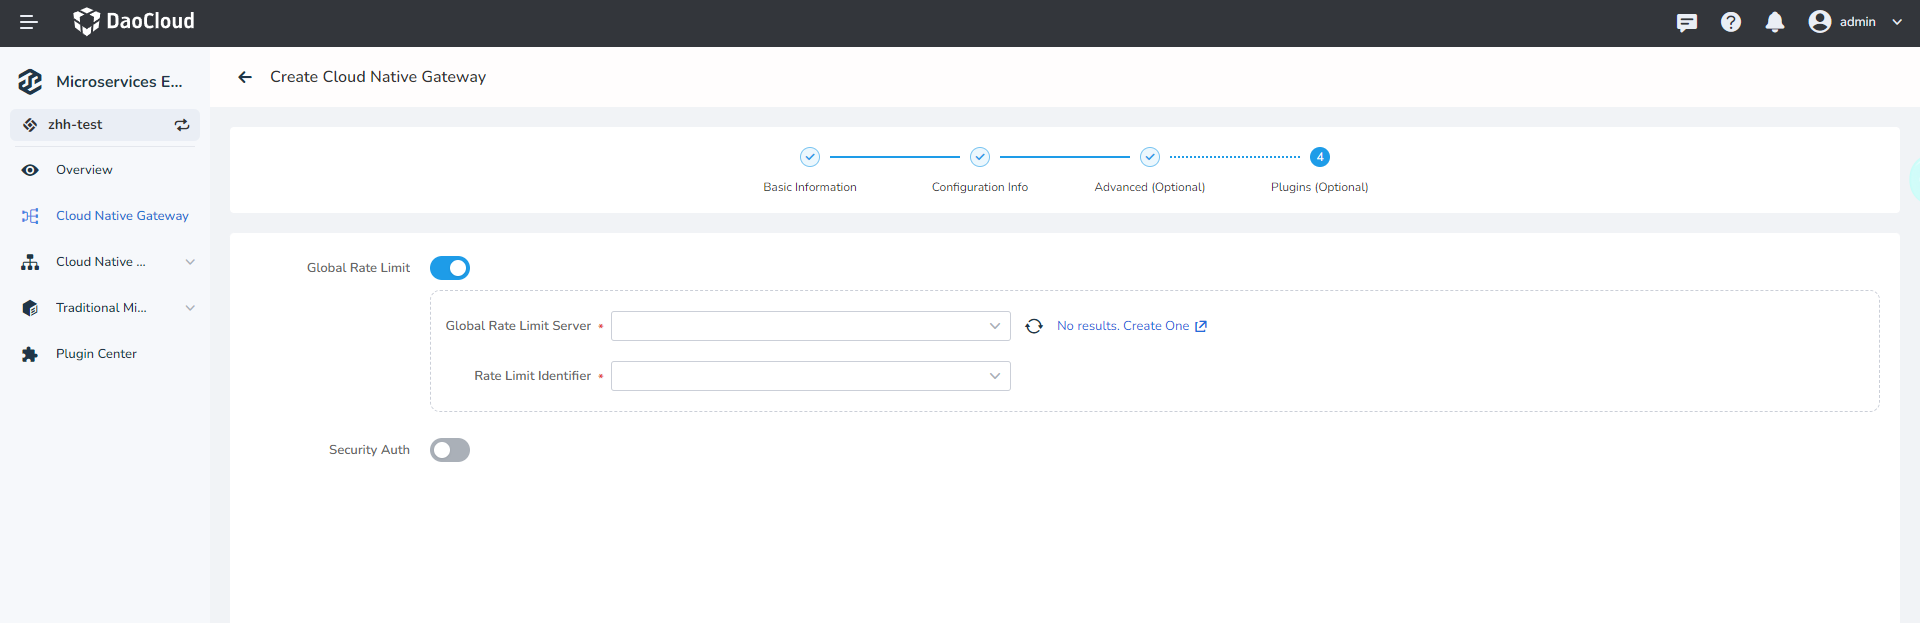 DaoCloud
admin
Microservices E...
zhh-test
Overview
Cloud Native Gateway
Cloud Native ...
Traditional Mi...
Plugin Center
Create Cloud Native Gateway
4
Basic Information
Configuration Info
Advanced (Optional)
Plugins (Optional)
Global Rate Limit
Global Rate Limit Server *
No results. Create One
Rate Limit Identifier *
Security Auth